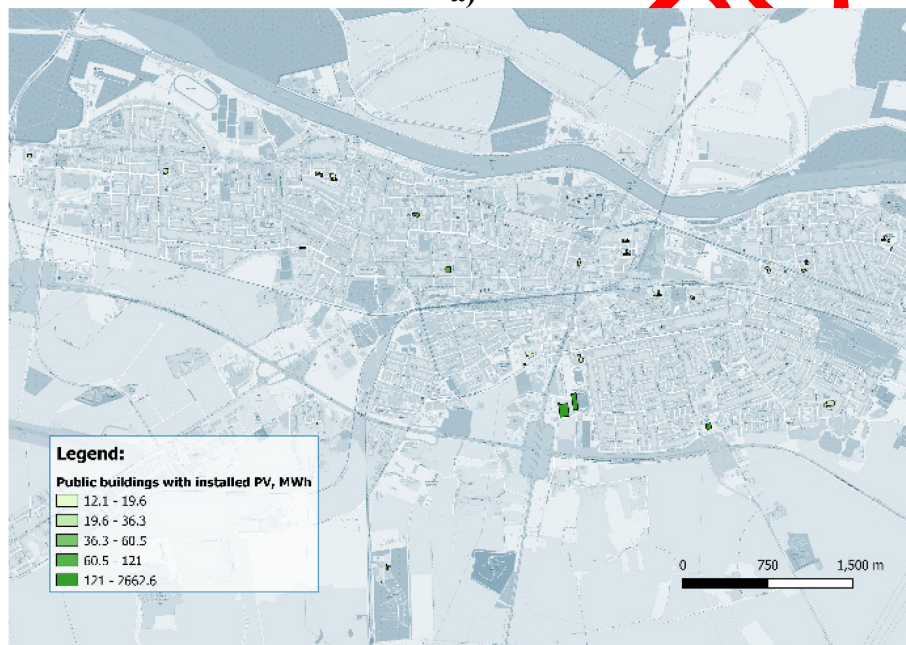 a)
Legend:
Public buildings with installed PV, MWh
12.1 - 19.6
19.6 - 36.3
36.3 - 60.5
60.5 - 121
121 - 2662.6
0 750 1,500 m